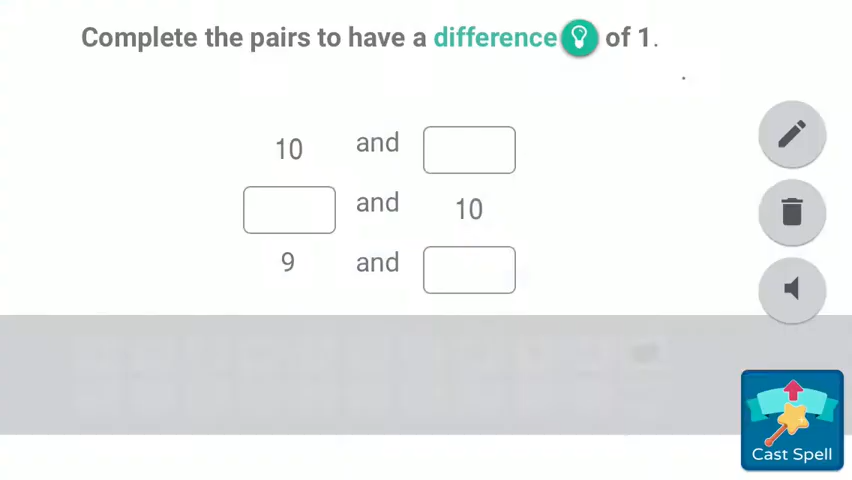 Complete the pairs to have a difference of 1.
10 and
and 10
9 and
Cast Spell